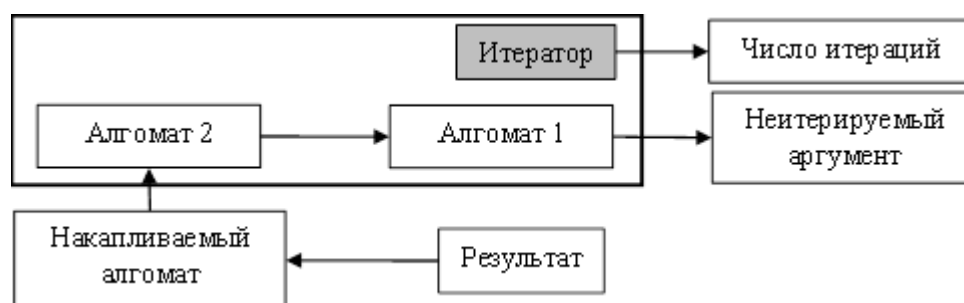 Итератор
Число итераций
Алгомат 2
Алгомат 1
Неитерируемый
аргумент
Накапливаемый
алгомат
Результат